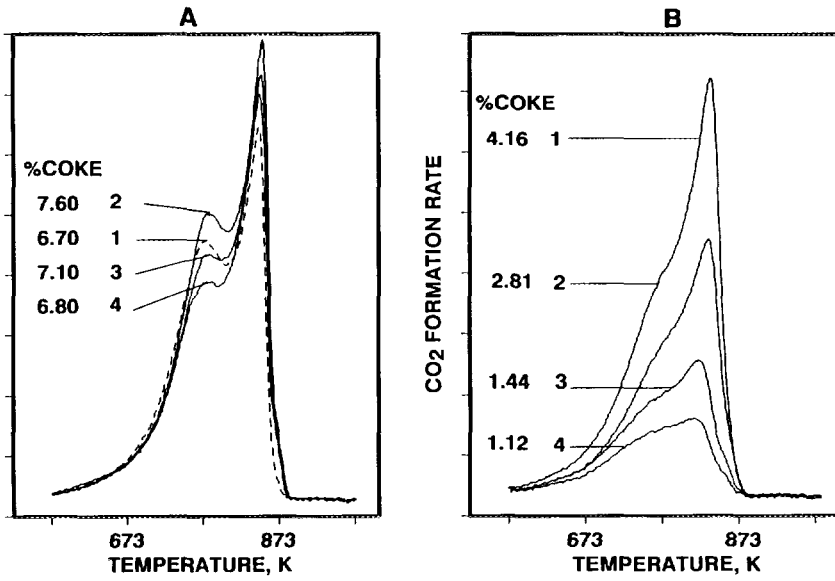 A
%COKE
7.60 2
6.70 1
7.10 3
6.80 4
673 873
TEMPERATURE, K
B
CO2 FORMATION RATE
%COKE
4.16 1
2.81 2
1.44 3
1.12 4
673 873
TEMPERATURE, K